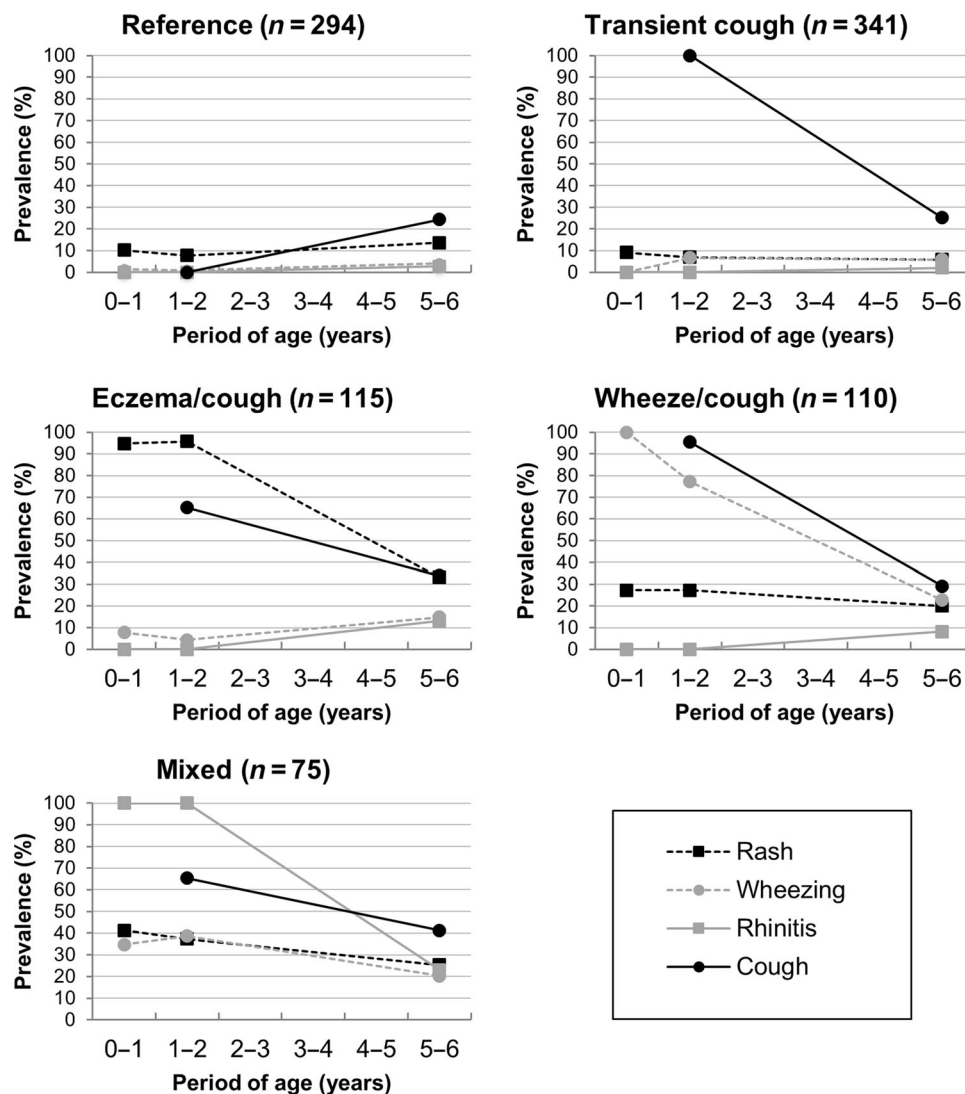 Reference (n = 294)
Prevalence (%)
100
90
80
70
60
50
40
30
20
10
0
0–1 1–2 2–3 3–4 4–5 5–6
Period of age (years)
Transient cough (n = 341)
Prevalence (%)
100
90
80
70
60
50
40
30
20
10
0
0–1 1–2 2–3 3–4 4–5 5–6
Period of age (years)
Eczema/cough (n = 115)
Prevalence (%)
100
90
80
70
60
50
40
30
20
10
0
0–1 1–2 2–3 3–4 4–5 5–6
Period of age (years)
Wheeze/cough (n = 110)
Prevalence (%)
100
90
80
70
60
50
40
30
20
10
0
0–1 1–2 2–3 3–4 4–5 5–6
Period of age (years)
Mixed (n = 75)
Prevalence (%)
100
90
80
70
60
50
40
30
20
10
0
0–1 1–2 2–3 3–4 4–5 5–6
Period of age (years)
Rash
Wheezing
Rhinitis
Cough